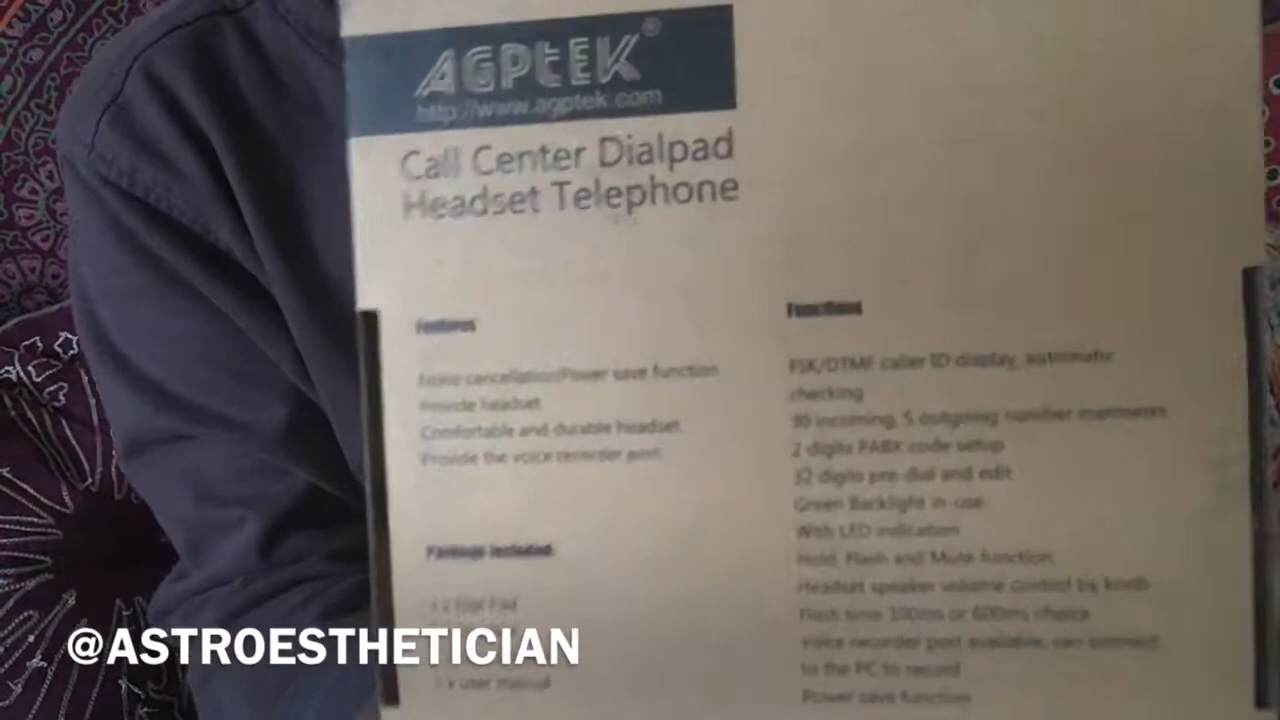 AGPtEK®
http://www.agptek.com
Call Center Dialpad
Headset Telephone
Features
Noise cancellation/Power save function
Provide headset
Comfortable and durable headset
Provide the voice recorder port
Package included
1 x user manual
Functions
FSK/DTMF caller ID display, automatic
checking
30 incoming, 5 outgoing number memories
2 digits PABX code setup
32 digits pre-dial and edit
Green Backlight in use
With LED indication
Hold, Flash and Mute function
Headset speaker volume control by knob
Flash time 100ms or 600ms choice
Voice recorder port available, can connect
to the PC to record
Power save function
@ASTROESTHETICIAN